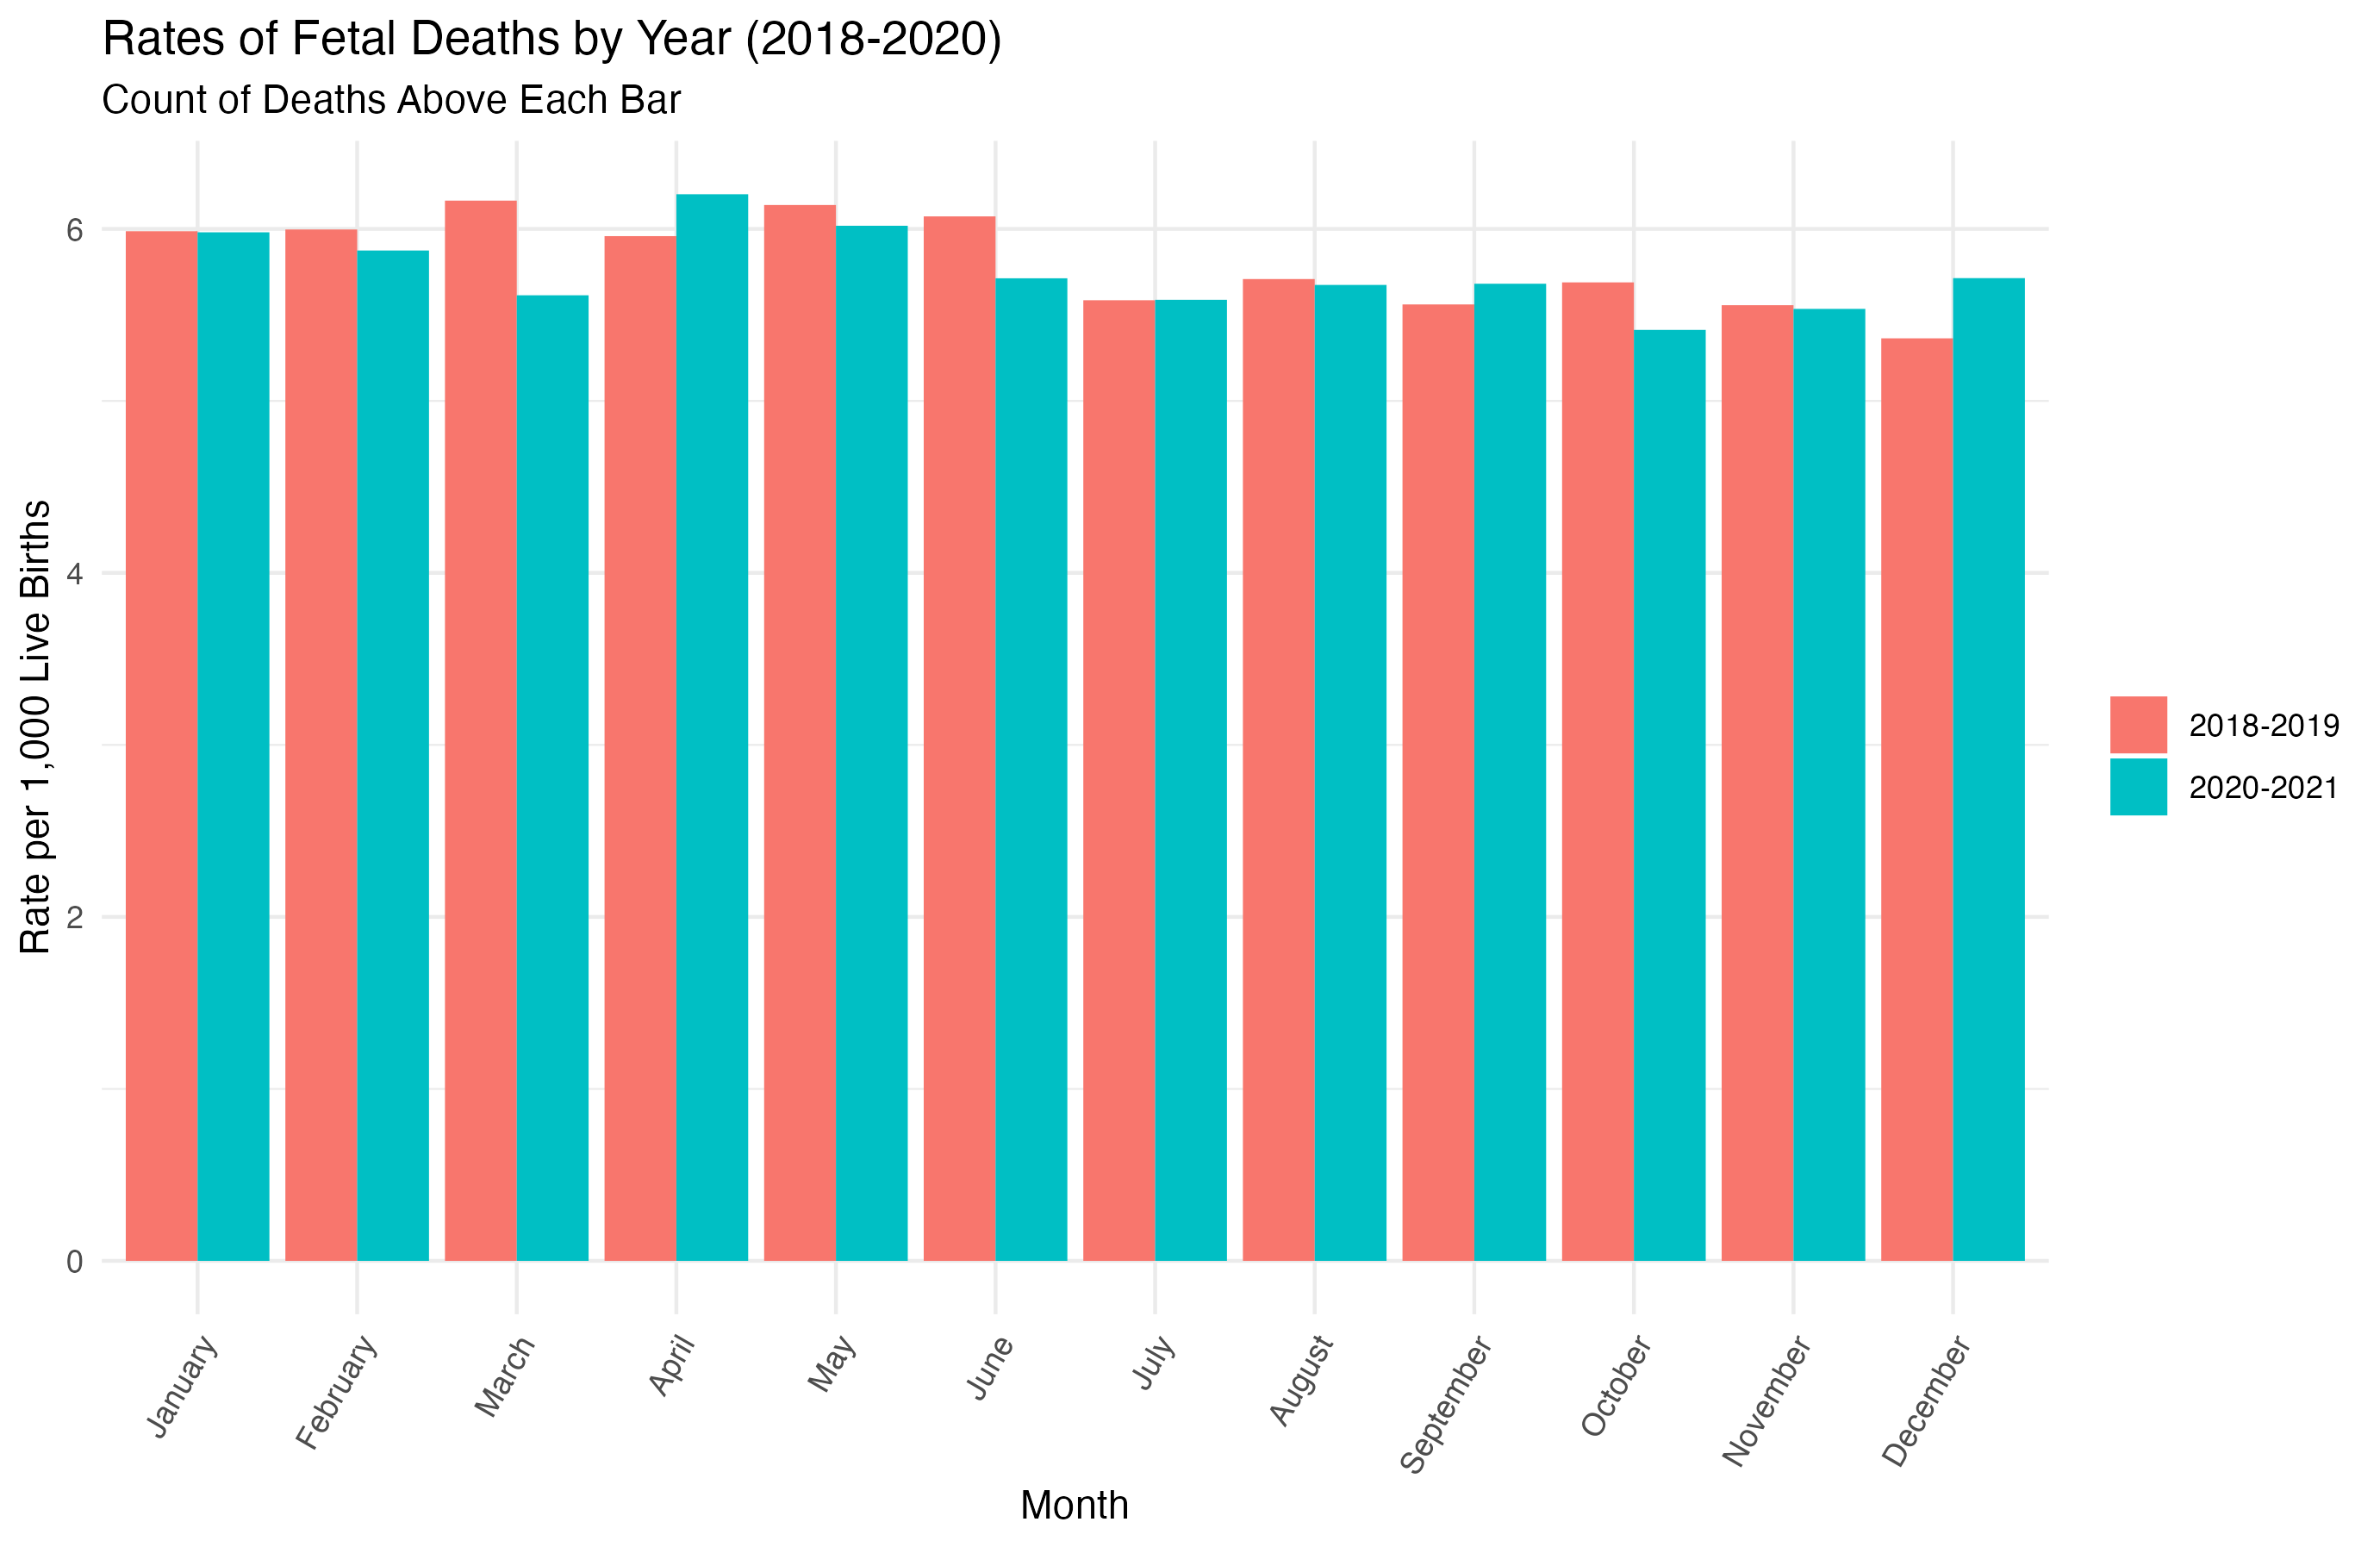 Rates of Fetal Deaths by Year (2018-2020)
Count of Deaths Above Each Bar
Rate per 1,000 Live Births
6
4
2
0
January
February
March
April
May
June
July
August
September
October
November
December
Month
2018-2019
2020-2021